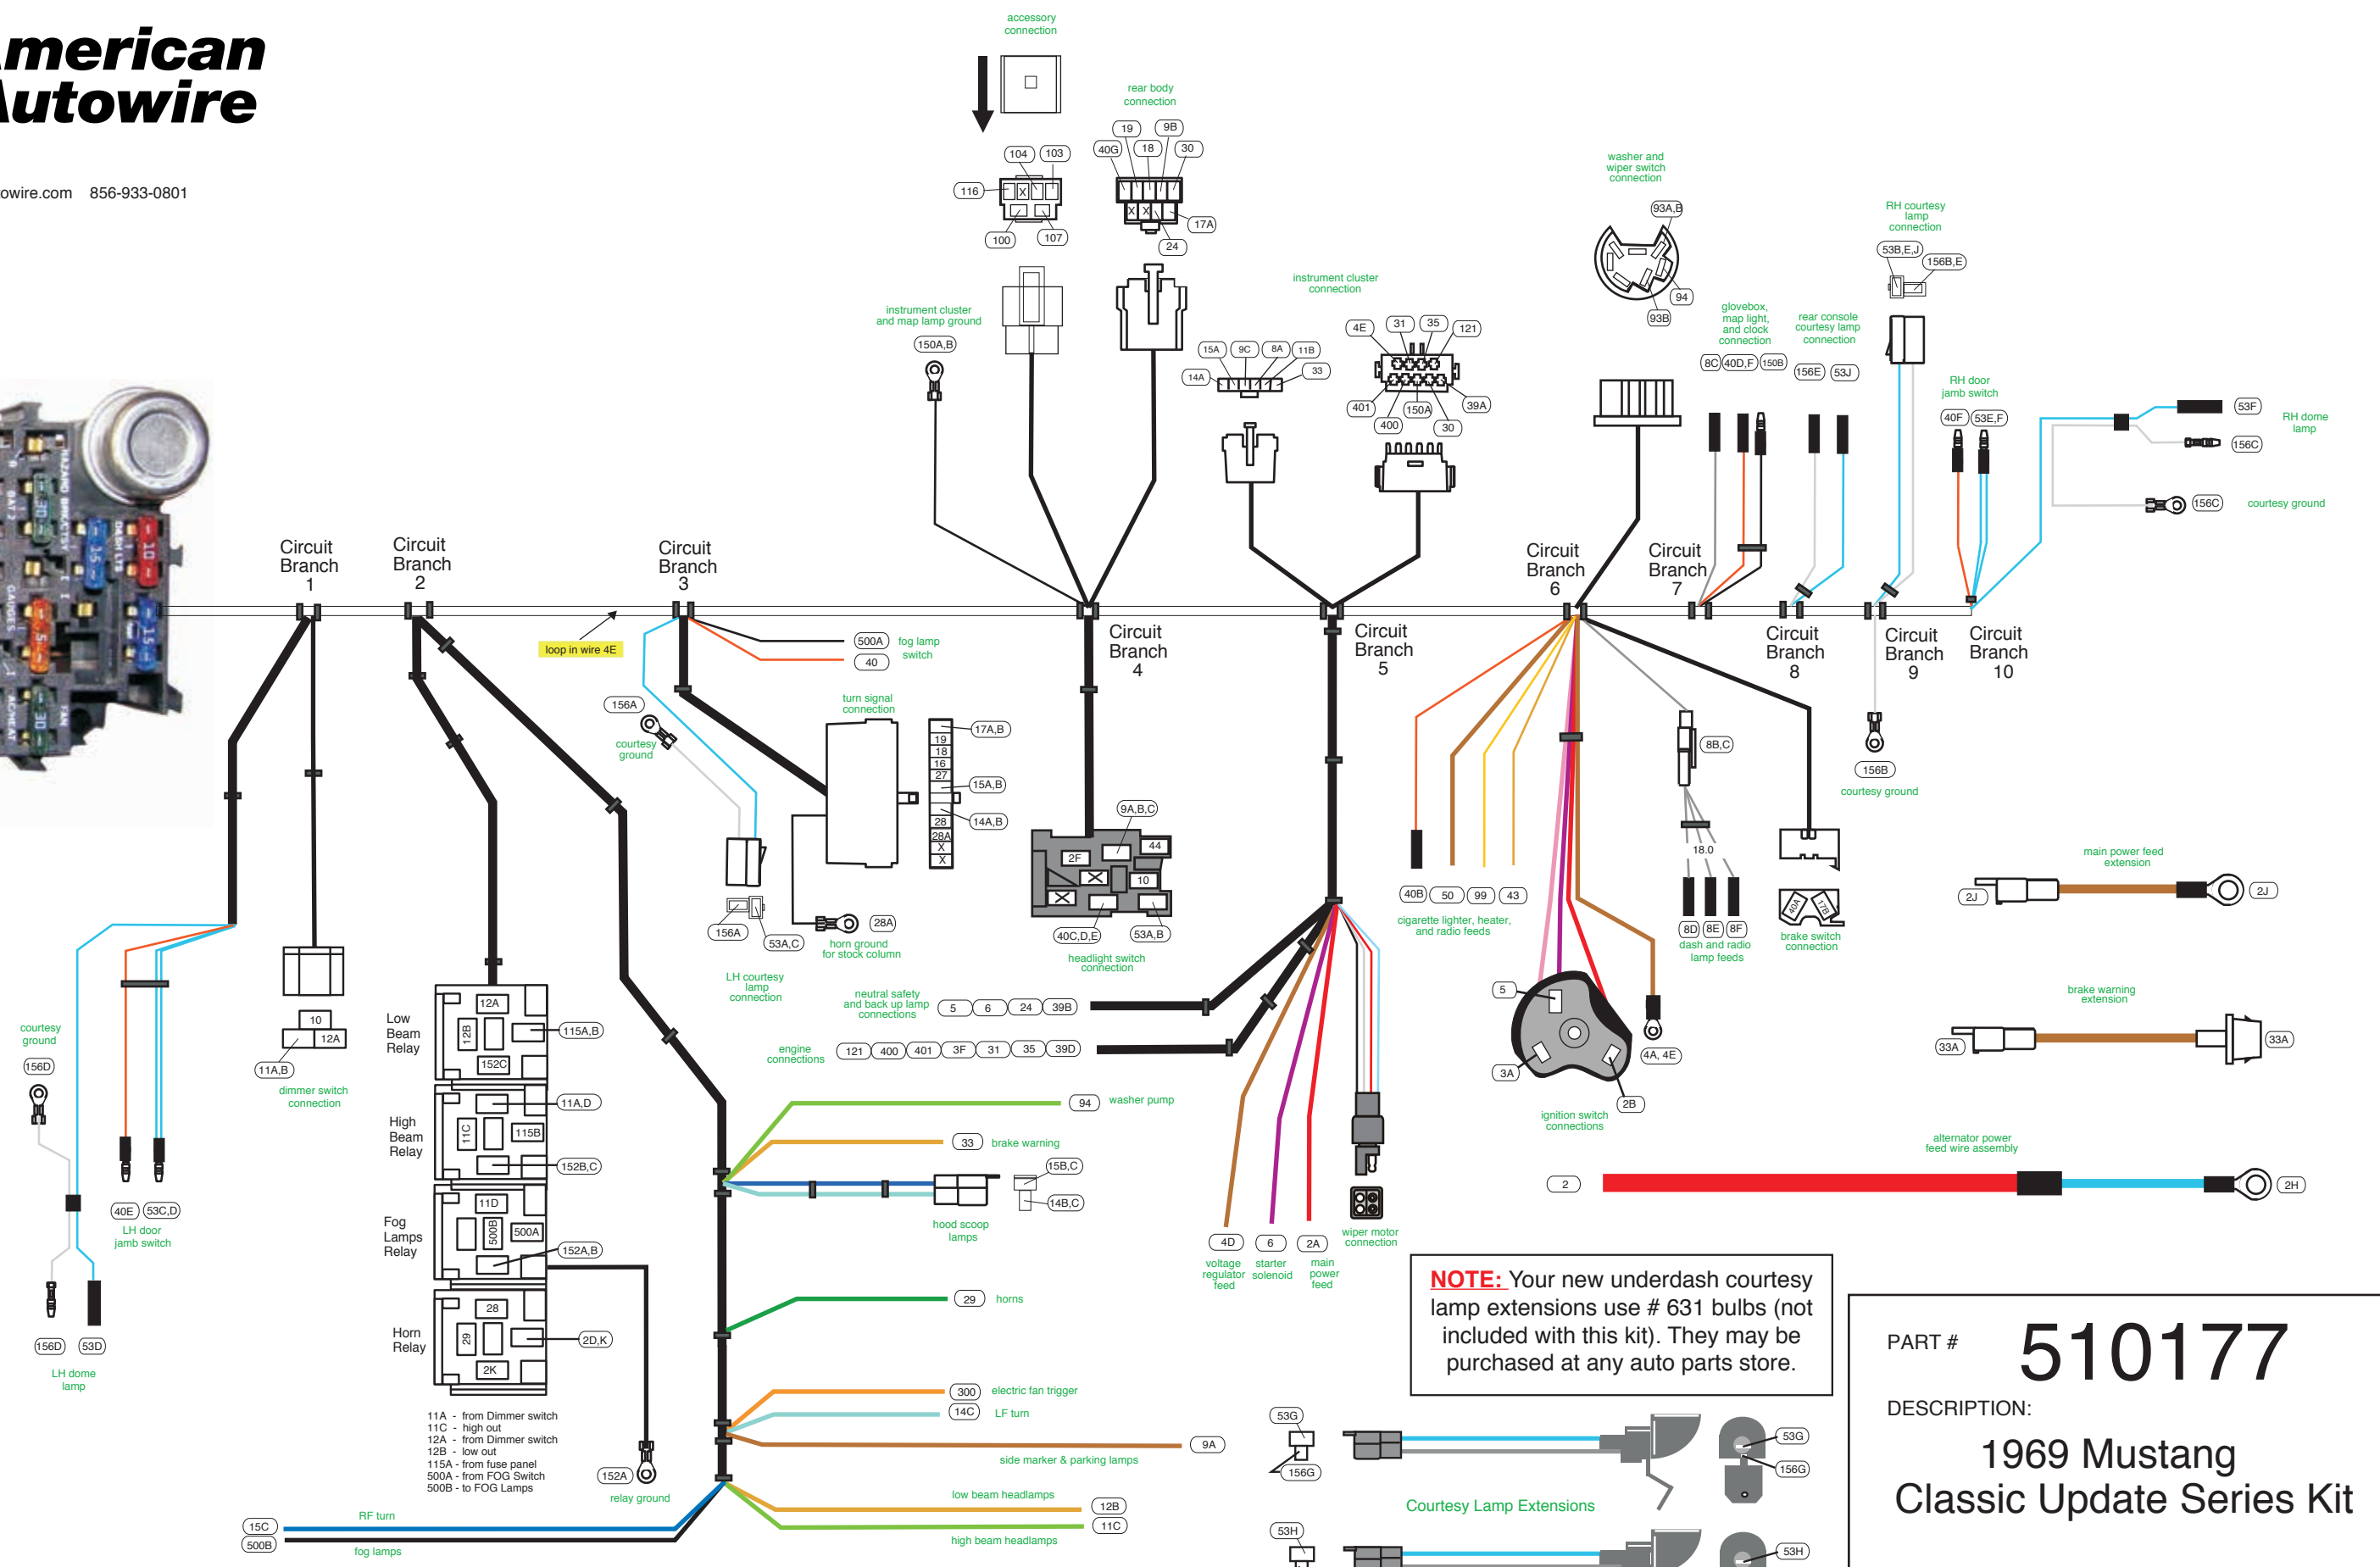 American
Autowire
owire.com 856-933-0801
accessory
connection
104
103
116
X
100
107
rear body
connection
19
9B
40G
18
30
X X
17A
24
instrument cluster
and map lamp ground
150A,B
instrument cluster
connection
15A
9C
8A
11B
14A
33
4E
31
35
121
401
400
150A
30
39A
washer and
wiper switch
connection
93A,B
94
93B
glovebox,
map light,
and clock
connection
8C
40D,F
150B
rear console
courtesy lamp
connection
156E
53J
RH courtesy
lamp
connection
53B,E,J
156B,E
RH door
jamb switch
40F
53E,F
53F
RH dome
lamp
156C
156C
courtesy ground
HAZARD
BRK/CTSY
BAT 2
30
15
DASH LITS
10
GAUGES
5
15
30
FAN
AC/HEAT
Circuit
Branch
1
Circuit
Branch
2
Circuit
Branch
3
Circuit
Branch
4
Circuit
Branch
5
Circuit
Branch
6
Circuit
Branch
7
Circuit
Branch
8
Circuit
Branch
9
Circuit
Branch
10
loop in wire 4E
500A
40
fog lamp
switch
156A
courtesy
ground
156A
53A,C
LH courtesy
lamp
connection
turn signal
connection
17A,B
19
18
16
27
15A,B
14A,B
28
28A
X
X
28A
horn ground
for stock column
9A,B,C
2F
44
X
10
X
40C,D,E
53A,B
headlight switch
connection
neutral safety
and back up lamp
connections
5
6
24
39B
engine
connections
121
400
401
3F
31
35
39D
40B
50
99
43
cigarette lighter, heater,
and radio feeds
8B,C
18.0
8D
8E
8F
dash and radio
lamp feeds
40A
17B
brake switch
connection
156B
courtesy ground
5
3A
2B
4A, 4E
ignition switch
connections
main power feed
extension
2J
2J
brake warning
extension
33A
33A
alternator power
feed wire assembly
2
2H
courtesy
ground
156D
40E
53C,D
LH door
jamb switch
156D
53D
LH dome
lamp
10
12A
11A,B
dimmer switch
connection
Low
Beam
Relay
12A
12B
115A,B
152C
High
Beam
Relay
11A,D
11C
115B
152B,C
Fog
Lamps
Relay
11D
500B
500A
152A,B
Horn
Relay
28
29
2D,K
2K
11A - from Dimmer switch
11C - high out
12A - from Dimmer switch
12B - low out
115A - from fuse panel
500A - from FOG Switch
500B - to FOG Lamps
152A
relay ground
94
washer pump
33
brake warning
15B,C
14B,C
hood scoop
lamps
29
horns
300
electric fan trigger
14C
LF turn
9A
side marker & parking lamps
low beam headlamps
12B
11C
high beam headlamps
15C
RF turn
500B
fog lamps
4D
6
2A
voltage
regulator
feed
starter
solenoid
main
power
feed
wiper motor
connection
NOTE: Your new underdash courtesy
lamp extensions use # 631 bulbs (not
included with this kit). They may be
purchased at any auto parts store.
53G
156G
53G
156G
Courtesy Lamp Extensions
53H
53H
PART # 510177
DESCRIPTION:
1969 Mustang
Classic Update Series Kit